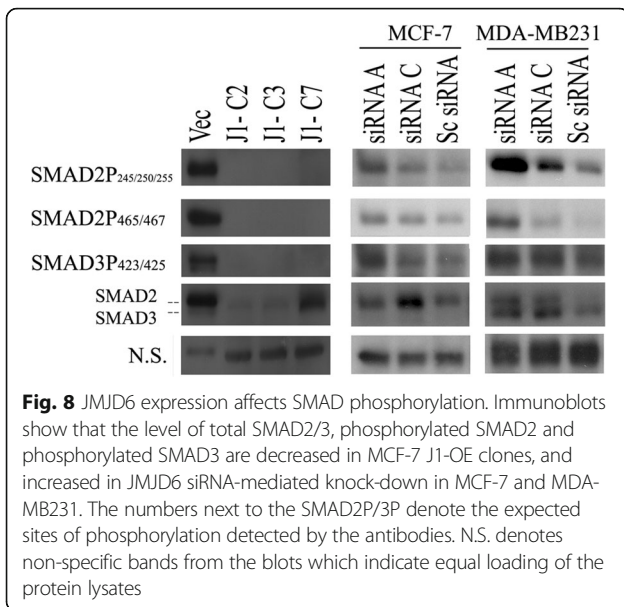 MCF-7 MDA-MB231
Vec J1- C2 J1- C3 J1- C7 siRNA A siRNA C Sc siRNA siRNA A siRNA C Sc siRNA
SMAD2P245/250/255
SMAD2P465/467
SMAD3P423/425
SMAD2
SMAD3
N.S.
Fig. 8 JMJD6 expression affects SMAD phosphorylation. Immunoblots
show that the level of total SMAD2/3, phosphorylated SMAD2 and
phosphorylated SMAD3 are decreased in MCF-7 J1-OE clones, and
increased in JMJD6 siRNA-mediated knock-down in MCF-7 and MDA-
MB231. The numbers next to the SMAD2P/3P denote the expected
sites of phosphorylation detected by the antibodies. N.S. denotes
non-specific bands from the blots which indicate equal loading of the
protein lysates